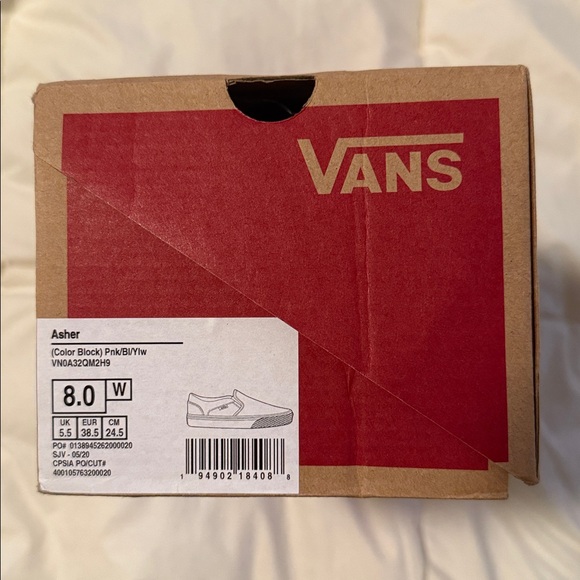 VANS
Asher
(Color Block) Pnk/Bl/Ylw
VN0A32QM2H9
8.0 W
UK EUR CM
5.5 38.5 24.5
PO# 0138945262000020
SJV - 05/20
CPSIA PO/CUT#
400105763200020
1 94902 18408 8